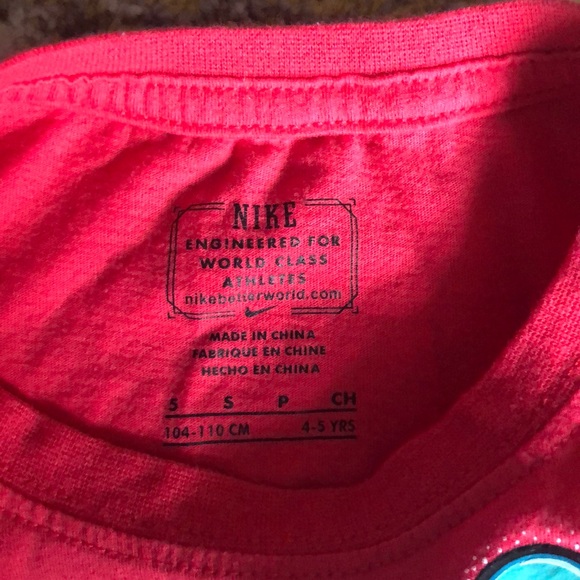 NIKE
ENGINEERED FOR
WORLD CLASS
ATHLETES
nikebetterworld.com
MADE IN CHINA
FABRIQUE EN CHINE
HECHO EN CHINA
S S P CH
104-110 CM 4-5 YRS